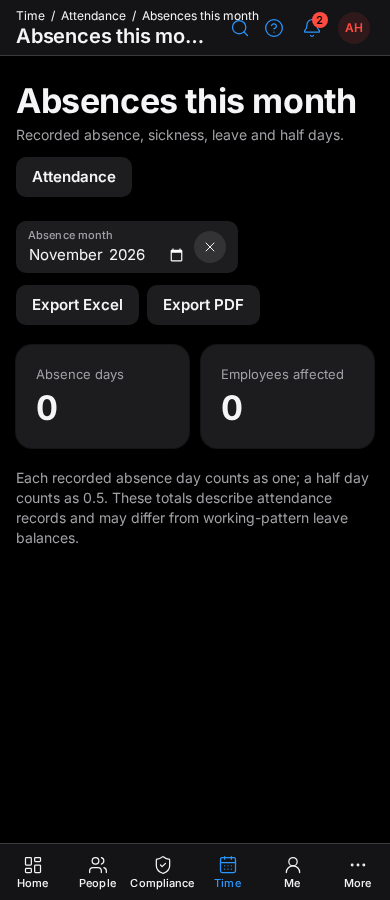 Time / Attendance / Absences this month
Absences this mo...
2
AH
Absences this month
Recorded absence, sickness, leave and half days.
Attendance
Absence month
November 2026
Export Excel
Export PDF
Absence days
0
Employees affected
0
Each recorded absence day counts as one; a half day
counts as 0.5. These totals describe attendance
records and may differ from working-pattern leave
balances.
Home
People
Compliance
Time
Me
More